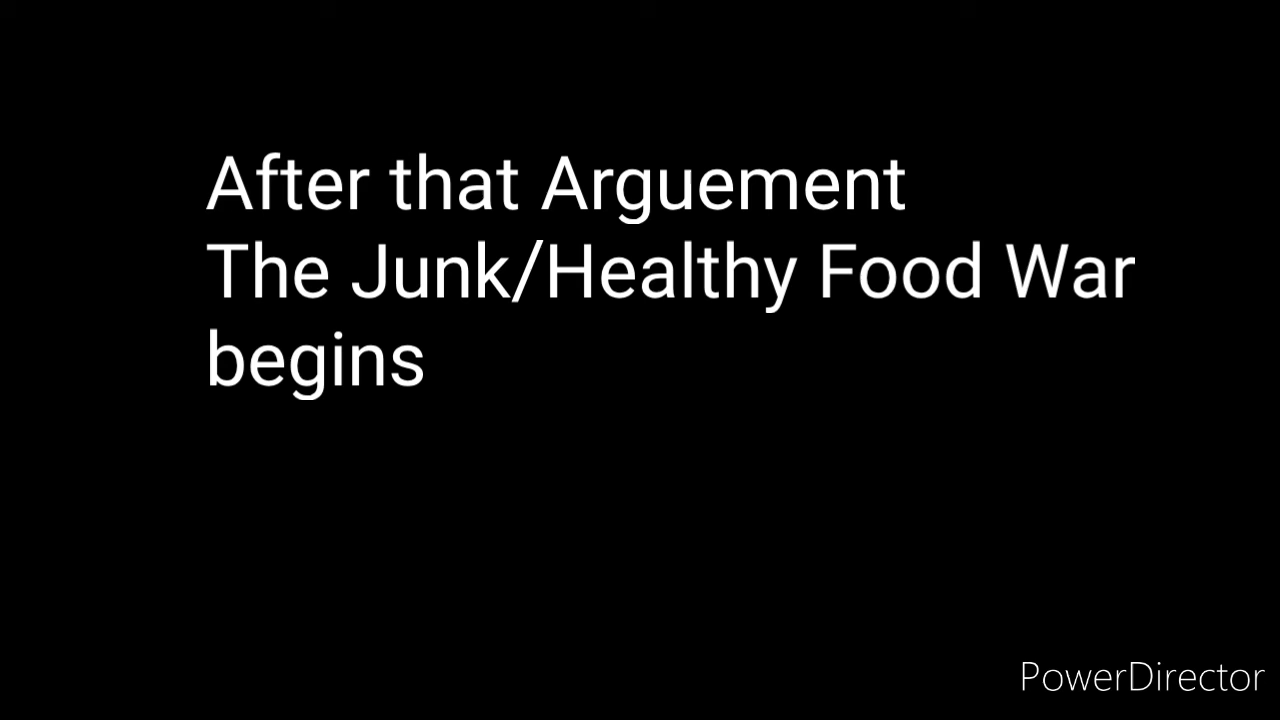 After that Arguement
The Junk/Healthy Food War
begins
PowerDirector